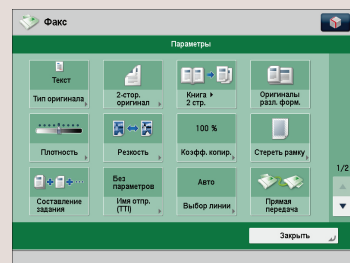 Факс
Параметры
Текст
Тип оригинала
2-стор.
оригинал
Книга ▸
2 стр.
Оригиналы
разл. форм.
Плотность
Резкость
100 %
Коэфф. копир.
Стереть рамку
Составление
задания
Без
параметров
Имя отпр.
(TTI)
Авто
Выбор линии
Прямая
передача
1/2
Закрыть